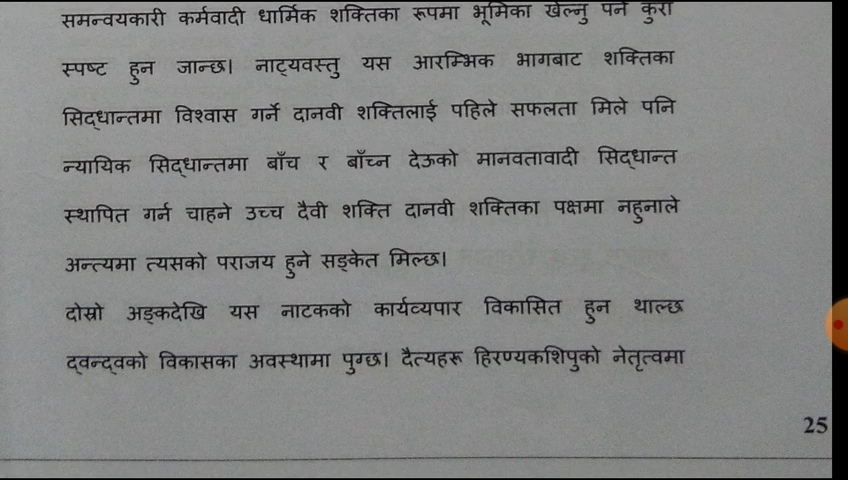 समन्वयकारी कर्मवादी धार्मिक शक्तिका रूपमा भूमिका खेल्नु पर्ने कुरा
स्पष्ट हुन जान्छ। नाट्यवस्तु यस आरम्भिक भागबाट शक्तिका
सिद्धान्तमा विश्वास गर्ने दानवी शक्तिलाई पहिले सफलता मिले पनि
न्यायिक सिद्धान्तमा बाँच र बाँच्न देऊको मानवतावादी सिद्धान्त
स्थापित गर्न चाहने उच्च दैवी शक्ति दानवी शक्तिका पक्षमा नहुनाले
अन्त्यमा त्यसको पराजय हुने सङ्केत मिल्छ।
दोस्रो अङ्कदेखि यस नाटकको कार्यव्यपार विकासित हुन थाल्छ
द्वन्द्वको विकासका अवस्थामा पुग्छ। दैत्यहरू हिरण्यकशिपुको नेतृत्वमा
25